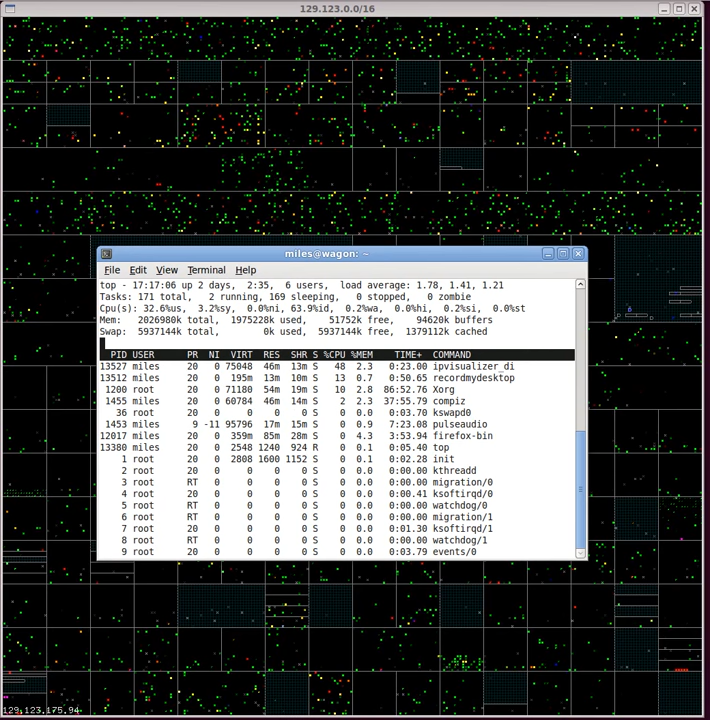 129.123.0.0/16
miles@wagon: ~
File Edit View Terminal Help
top - 17:17:06 up 2 days,  2:35,  6 users,  load average: 1.78, 1.41, 1.21
Tasks: 171 total,   2 running, 169 sleeping,   0 stopped,   0 zombie
Cpu(s): 32.6%us,  3.2%sy,  0.0%ni, 63.9%id,  0.2%wa,  0.0%hi,  0.2%si,  0.0%st
Mem:   2026980k total,  1975228k used,    51752k free,    94620k buffers
Swap:  5937144k total,        0k used,  5937144k free,  1379112k cached
PID USER      PR  NI  VIRT  RES  SHR S %CPU %MEM    TIME+  COMMAND
13527 miles     20   0 75048  46m  13m S   48  2.3   0:23.00 ipvisualizer_di
13512 miles     20   0  195m  13m  10m S   13  0.7   0:50.65 recordmydesktop
1200 root      20   0 71180  54m  19m S   10  2.8  86:52.76 Xorg
1455 miles     20   0 60784  46m  14m S    2  2.3  37:55.79 compiz
36 root      20   0     0    0    0 S    0  0.0   0:03.70 kswapd0
1453 miles      9 -11 95796  17m  15m S    0  0.9   7:23.08 pulseaudio
12017 miles     20   0  359m  85m  28m S    0  4.3   3:53.94 firefox-bin
13380 miles     20   0  2548 1240  924 R    0  0.1   0:05.40 top
1 root      20   0  2808 1600 1152 S    0  0.1   0:02.28 init
2 root      20   0     0    0    0 S    0  0.0   0:00.00 kthreadd
3 root      RT   0     0    0    0 S    0  0.0   0:00.00 migration/0
4 root      20   0     0    0    0 S    0  0.0   0:00.41 ksoftirqd/0
5 root      RT   0     0    0    0 S    0  0.0   0:00.00 watchdog/0
6 root      RT   0     0    0    0 S    0  0.0   0:00.00 migration/1
7 root      20   0     0    0    0 S    0  0.0   0:01.30 ksoftirqd/1
8 root      RT   0     0    0    0 S    0  0.0   0:00.00 watchdog/1
9 root      20   0     0    0    0 S    0  0.0   0:03.79 events/0
129.123.175.94